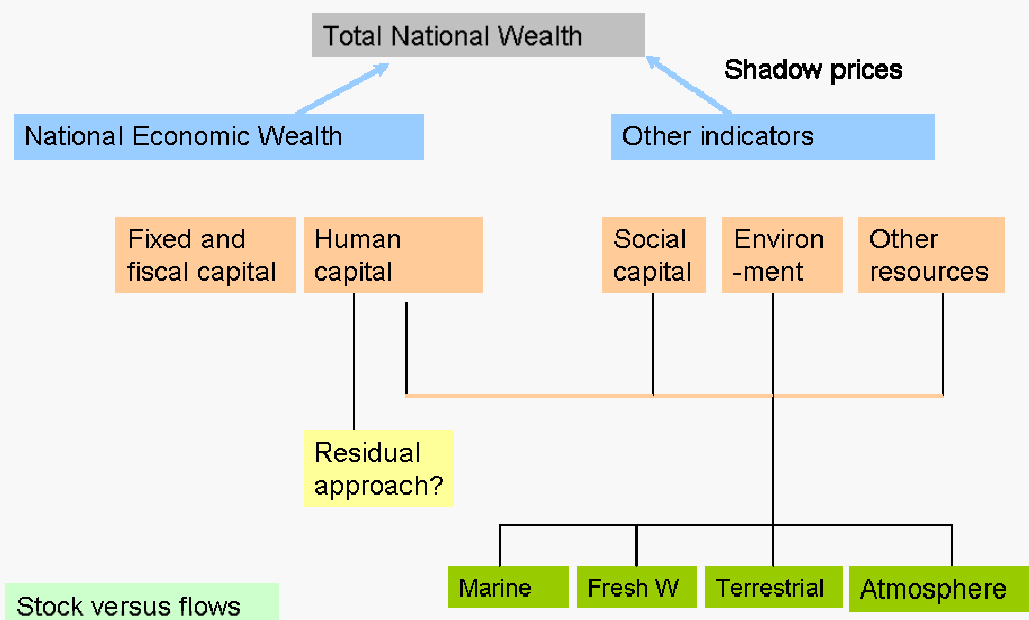 Total National Wealth
Shadow prices
National Economic Wealth
Other indicators
Fixed and
fiscal capital
Human
capital
Social
capital
Environ
-ment
Other
resources
Residual
approach?
Marine
Fresh W
Terrestrial
Atmosphere
Stock versus flows